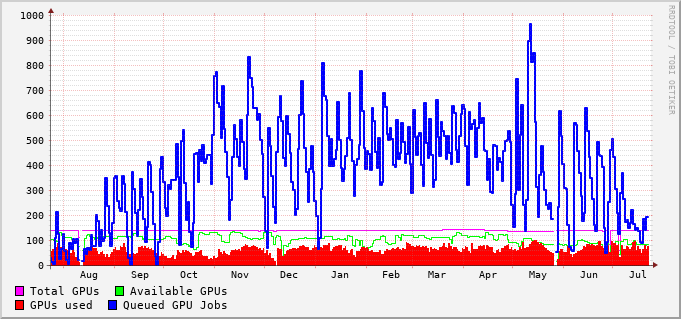 1000
900
800
700
600
500
400
300
200
100
0
Aug Sep Oct Nov Dec Jan Feb Mar Apr May Jun Jul
Total GPUs Available GPUs
GPUs used Queued GPU Jobs
RRDTOOL / TOBI OETIKER